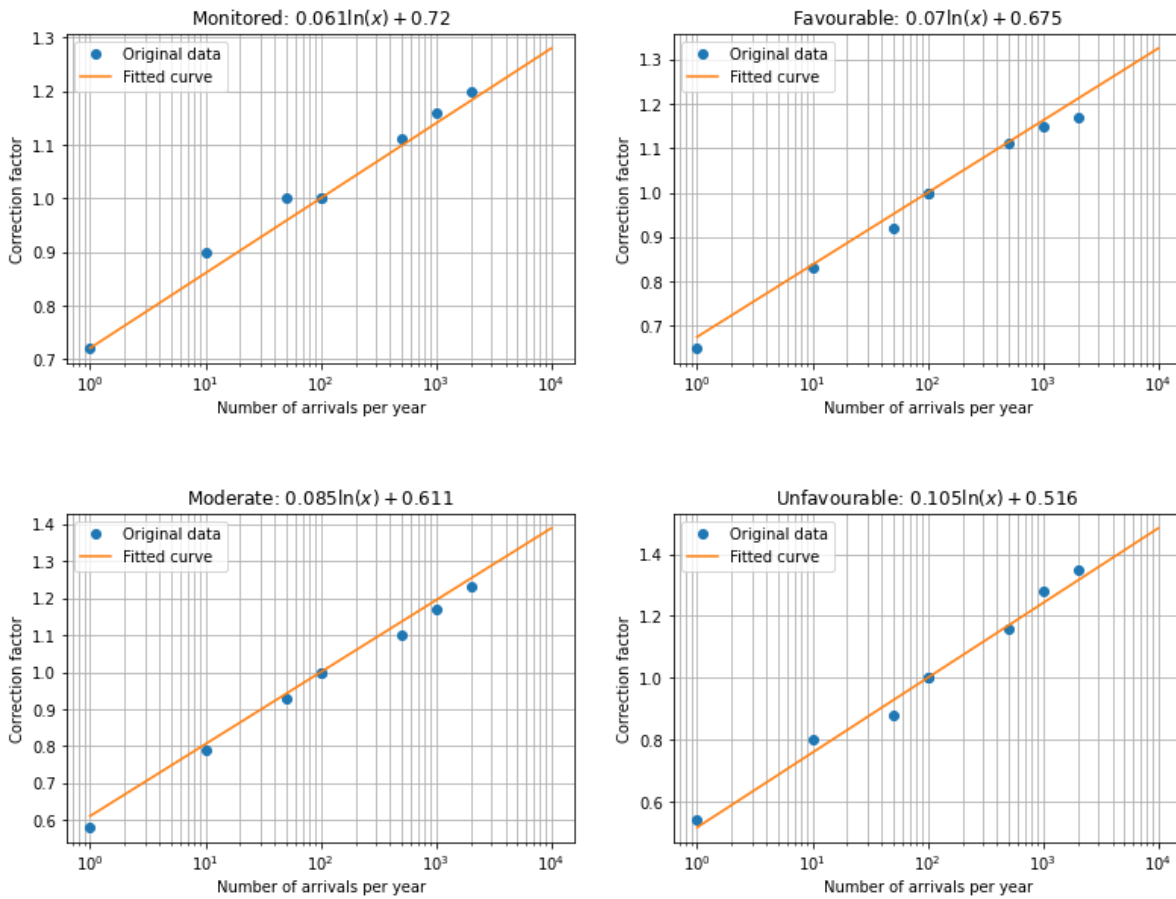 Monitored: 0.061ln(x) + 0.72
Original data
Fitted curve
Correction factor
1.3
1.2
1.1
1.0
0.9
0.8
0.7
10⁰ 10¹ 10² 10³ 10⁴
Number of arrivals per year
Favourable: 0.07ln(x) + 0.675
Original data
Fitted curve
Correction factor
1.3
1.2
1.1
1.0
0.9
0.8
0.7
10⁰ 10¹ 10² 10³ 10⁴
Number of arrivals per year
Moderate: 0.085ln(x) + 0.611
Original data
Fitted curve
Correction factor
1.4
1.3
1.2
1.1
1.0
0.9
0.8
0.7
0.6
10⁰ 10¹ 10² 10³ 10⁴
Number of arrivals per year
Unfavourable: 0.105ln(x) + 0.516
Original data
Fitted curve
Correction factor
1.4
1.2
1.0
0.8
0.6
10⁰ 10¹ 10² 10³ 10⁴
Number of arrivals per year